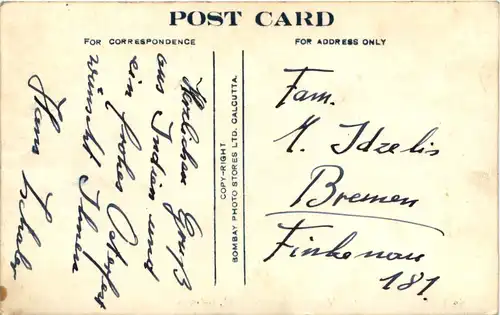 POST CARD
FOR CORRESPONDENCE
FOR ADDRESS ONLY
Herzlichen Gruß
aus Indien und
ein frohes Osterfest
wünscht Ihnen
Hans
COPY-RIGHT
BOMBAY PHOTO STORES LTD. CALCUTTA.
Fam.
Idzelis
Bremen
Finkenau
181